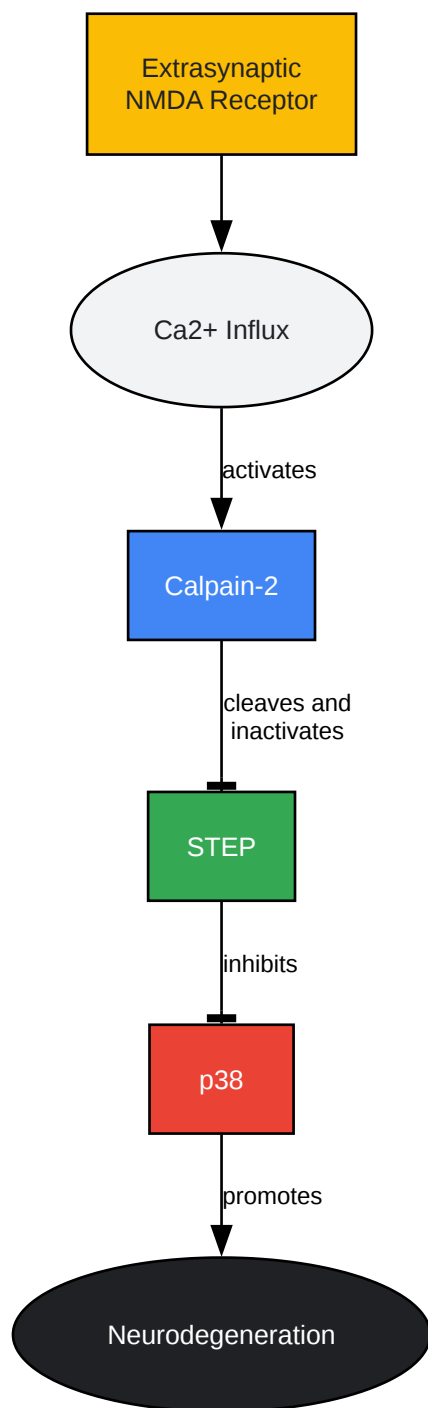 Extrasynaptic
NMDA Receptor
Ca2+ Influx
activates
Calpain-2
cleaves and
inactivates
STEP
inhibits
p38
promotes
Neurodegeneration